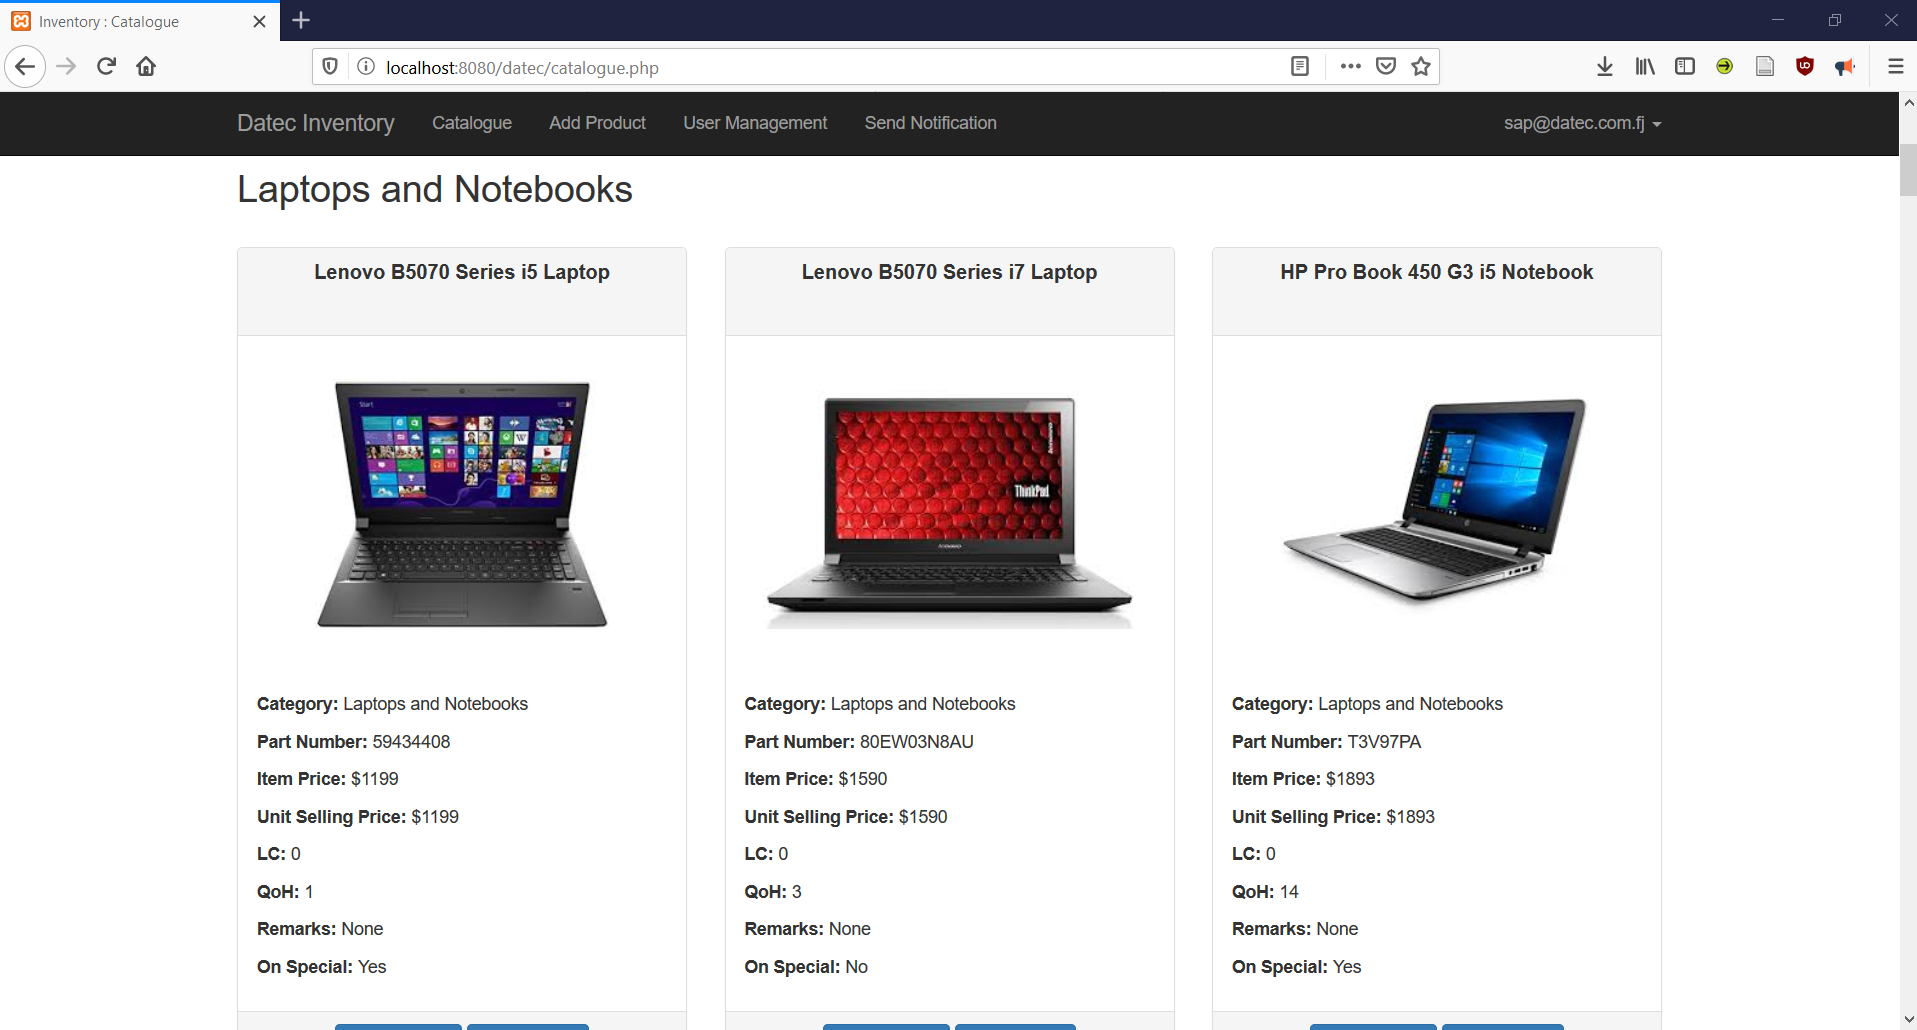 Inventory : Catalogue
localhost:8080/datec/catalogue.php
Datec Inventory Catalogue Add Product User Management Send Notification sap@datec.com.fj
Laptops and Notebooks
Lenovo B5070 Series i5 Laptop
Start
Category: Laptops and Notebooks
Part Number: 59434408
Item Price: $1199
Unit Selling Price: $1199
LC: 0
QoH: 1
Remarks: None
On Special: Yes
Lenovo B5070 Series i7 Laptop
lenovo
ThinkPad
lenovo
Category: Laptops and Notebooks
Part Number: 80EW03N8AU
Item Price: $1590
Unit Selling Price: $1590
LC: 0
QoH: 3
Remarks: None
On Special: No
HP Pro Book 450 G3 i5 Notebook
Category: Laptops and Notebooks
Part Number: T3V97PA
Item Price: $1893
Unit Selling Price: $1893
LC: 0
QoH: 14
Remarks: None
On Special: Yes